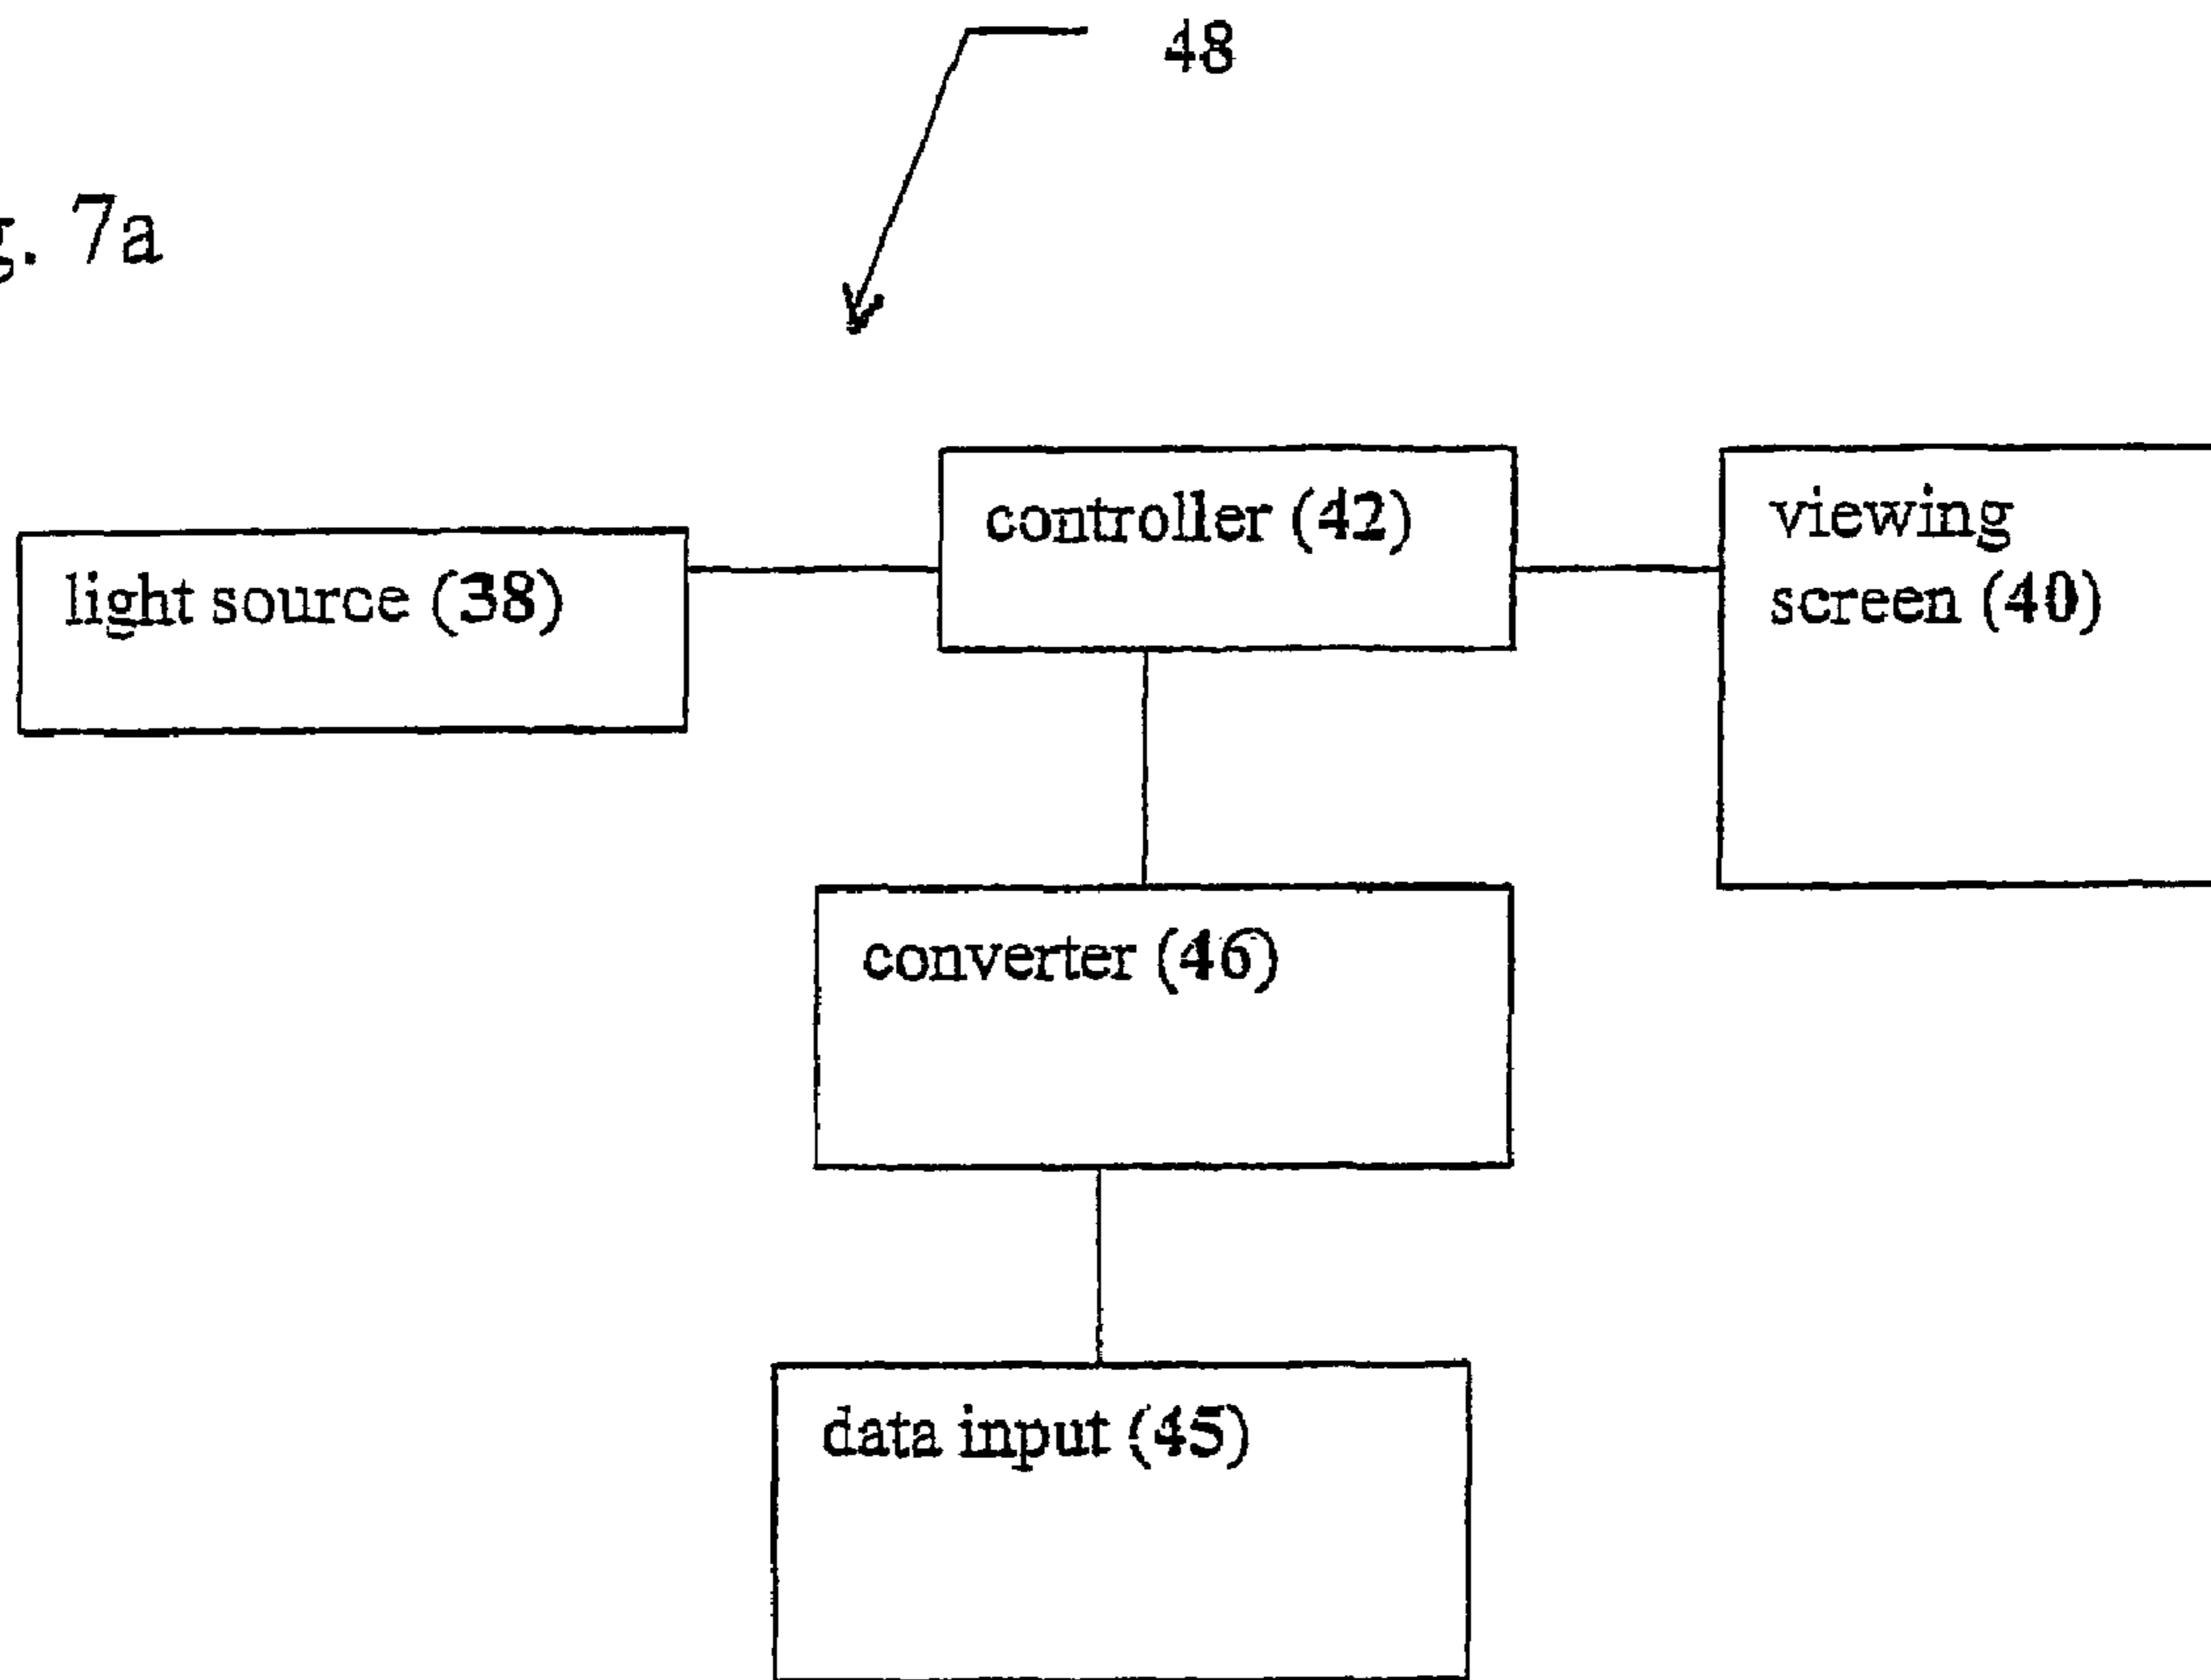 48
g. 7a
controller (42)
viewing
screen (40)
light source (38)
converter (46)
data input (45)